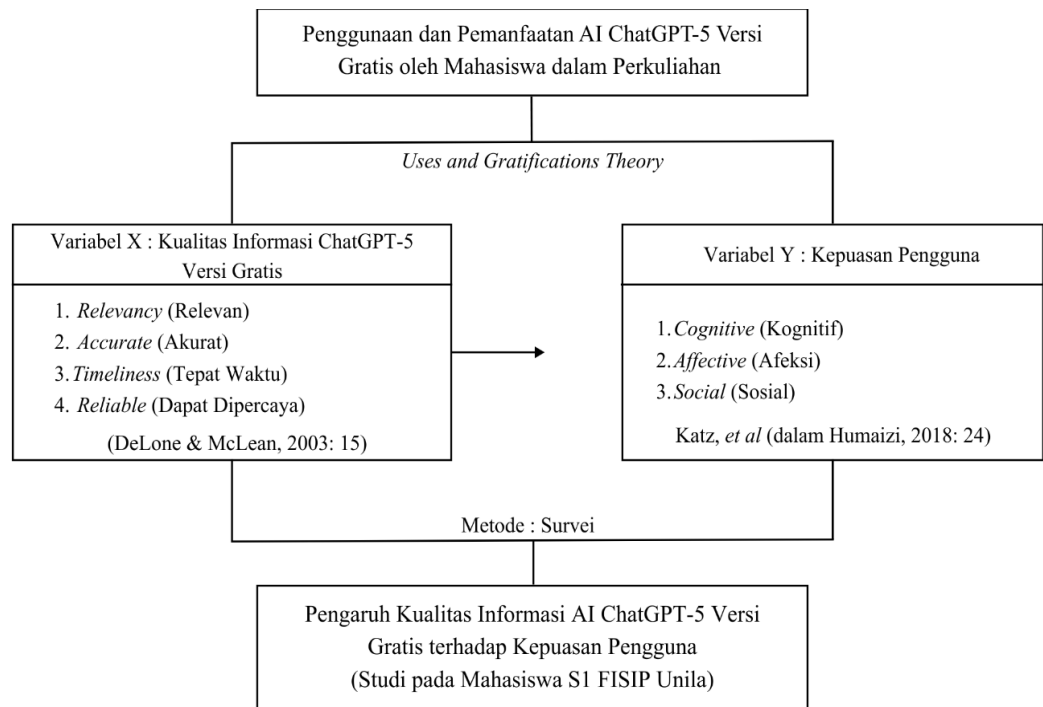 Penggunaan dan Pemanfaatan AI ChatGPT-5 Versi
Gratis oleh Mahasiswa dalam Perkuliahan
Uses and Gratifications Theory
Variabel X : Kualitas Informasi ChatGPT-5
Versi Gratis
1. Relevancy (Relevan)
2. Accurate (Akurat)
3. Timeliness (Tepat Waktu)
4. Reliable (Dapat Dipercaya)
(DeLone & McLean, 2003: 15)
Variabel Y : Kepuasan Pengguna
1. Cognitive (Kognitif)
2. Affective (Afeksi)
3. Social (Sosial)
Katz, et al (dalam Humaizi, 2018: 24)
Metode : Survei
Pengaruh Kualitas Informasi AI ChatGPT-5 Versi
Gratis terhadap Kepuasan Pengguna
(Studi pada Mahasiswa S1 FISIP Unila)